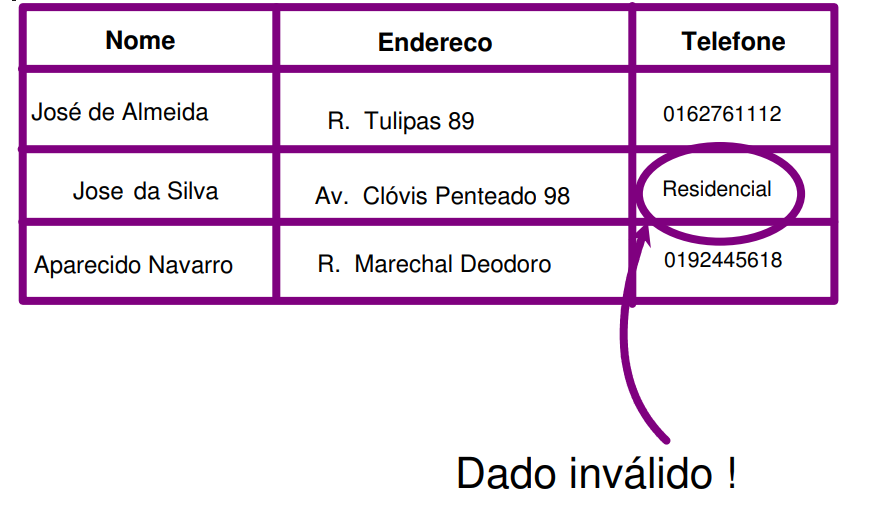 Nome Endereco Telefone
José de Almeida R. Tulipas 89 0162761112
Jose da Silva Av. Clóvis Penteado 98 Residencial
Aparecido Navarro R. Marechal Deodoro 0192445618
Dado inválido !